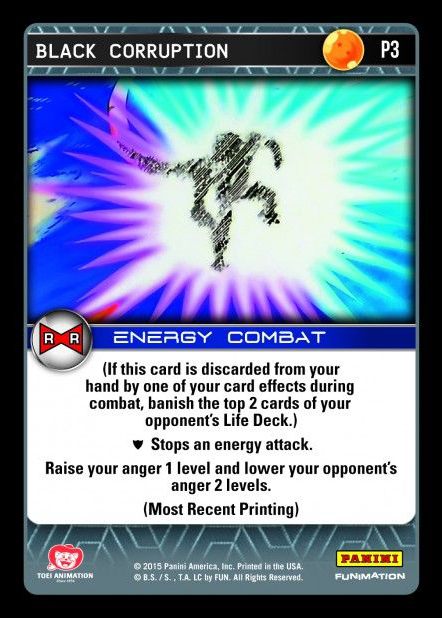 BLACK CORRUPTION P3
R R ENERGY COMBAT
(If this card is discarded from your
hand by one of your card effects during
combat, banish the top 2 cards of your
opponent's Life Deck.)
Stops an energy attack.
Raise your anger 1 level and lower your opponent's
anger 2 levels.
(Most Recent Printing)
TOEI ANIMATION
Since 1956
© 2015 Panini America, Inc. Printed in the USA.
© B.S. / S. , T.A. LC by FUN. All Rights Reserved.
PANINI
FUNIMATION